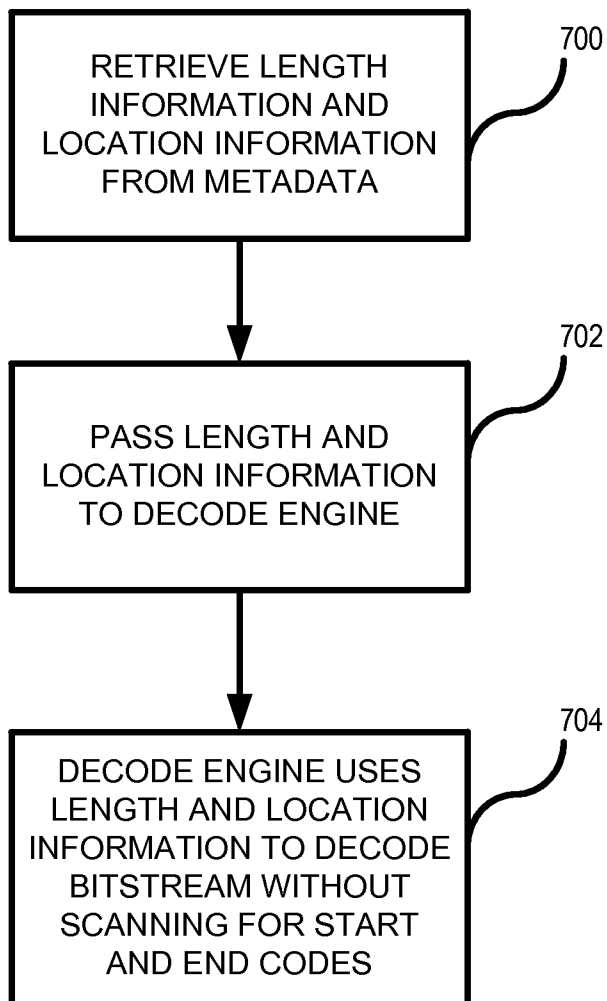 RETRIEVE LENGTH
INFORMATION AND
LOCATION INFORMATION
FROM METADATA
700
PASS LENGTH AND
LOCATION INFORMATION
TO DECODE ENGINE
702
DECODE ENGINE USES
LENGTH AND LOCATION
INFORMATION TO DECODE
BITSTREAM WITHOUT
SCANNING FOR START
AND END CODES
704